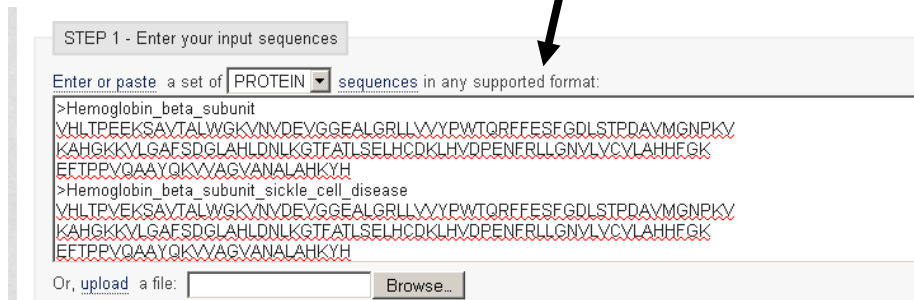 STEP 1 - Enter your input sequences
Enter or paste a set of PROTEIN sequences in any supported format:
>Hemoglobin_beta_subunit
VHLTPEEKSAVTALWGKVNVDEVGGEALGRLLVVYPWTQRFFESFGDLSTPDAVMGNPKV
KAHGKKVLGAFSDGLAHLDNLKGTFATLSELHCDKLHVDPENFRLLGNVLVCVLAHHFGK
EFTPPVQAAYQKVVAGVANALAHKYH
>Hemoglobin_beta_subunit_sickle_cell_disease
VHLTPVEKSAVTALWGKVNVDEVGGEALGRLLVVYPWTQRFFESFGDLSTPDAVMGNPKV
KAHGKKVLGAFSDGLAHLDNLKGTFATLSELHCDKLHVDPENFRLLGNVLVCVLAHHFGK
EFTPPVQAAYQKVVAGVANALAHKYH
Or, upload a file: Browse...